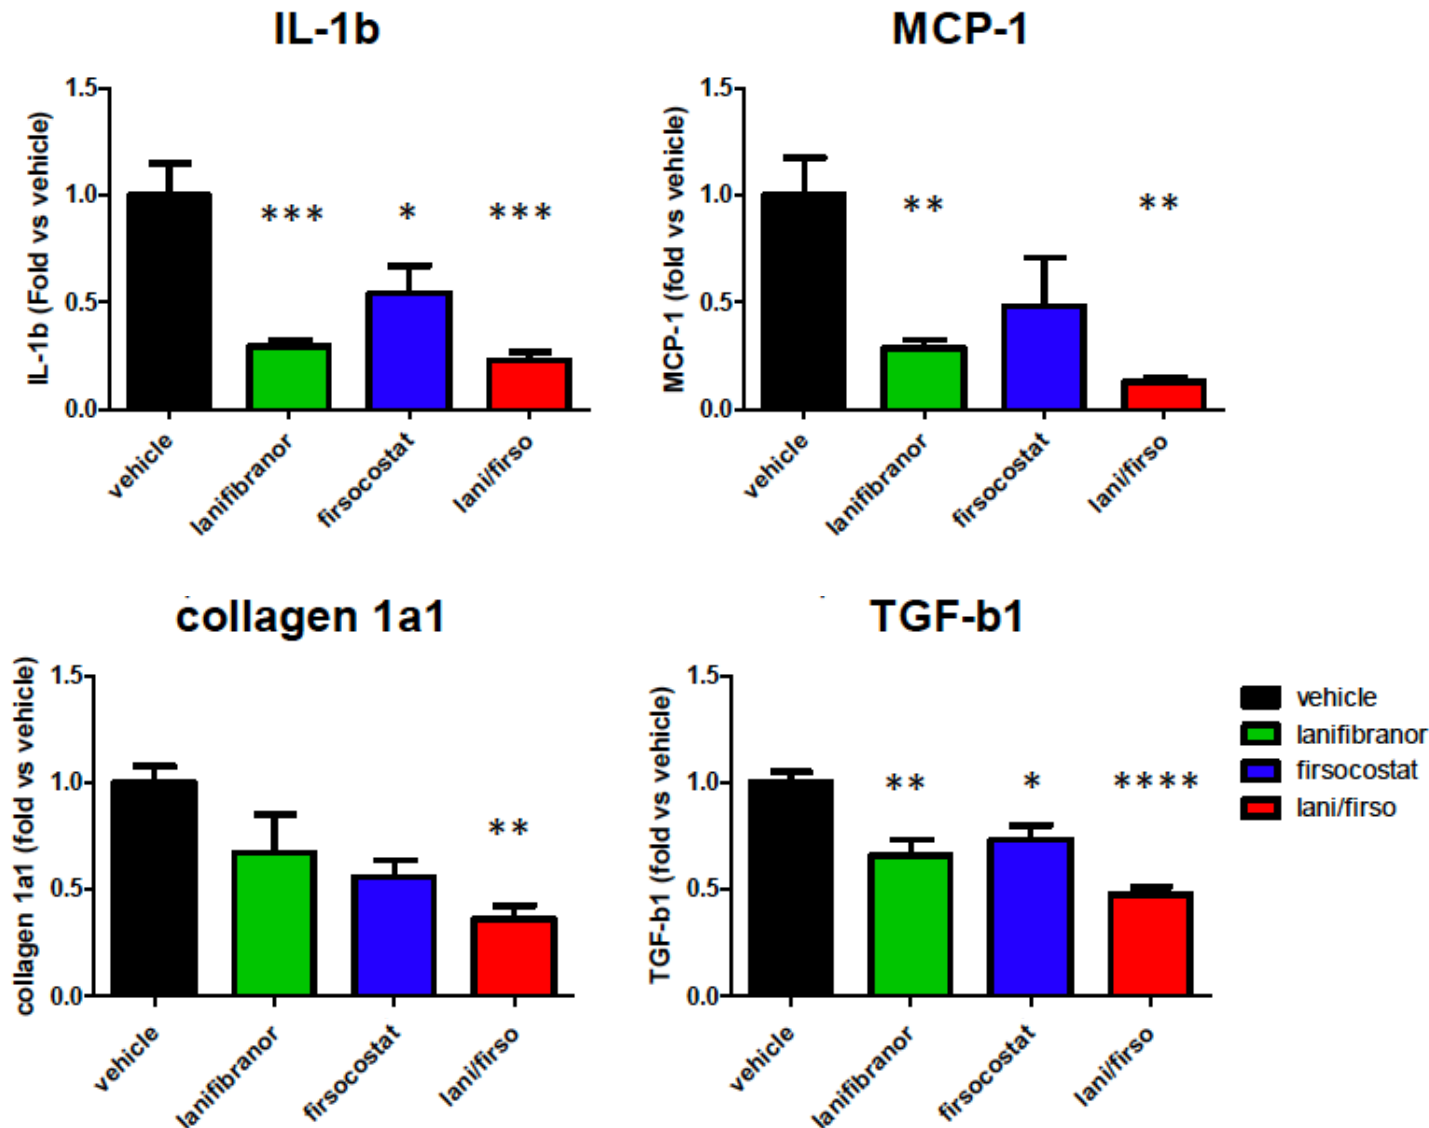 IL-1b
MCP-1
IL-1b (Fold vs vehicle)
1.5
1.0
0.5
0.0
***
*
***
vehicle
lanifibranor
firsocostat
lani/firso
MCP-1 (fold vs vehicle)
1.5
1.0
0.5
0.0
**
**
vehicle
lanifibranor
firsocostat
lani/firso
collagen 1a1
TGF-b1
collagen 1a1 (fold vs vehicle)
1.5
1.0
0.5
0.0
**
vehicle
lanifibranor
firsocostat
lani/firso
TGF-b1 (fold vs vehicle)
1.5
1.0
0.5
0.0
**
*
****
vehicle
lanifibranor
firsocostat
lani/firso
vehicle
lanifibranor
firsocostat
lani/firso